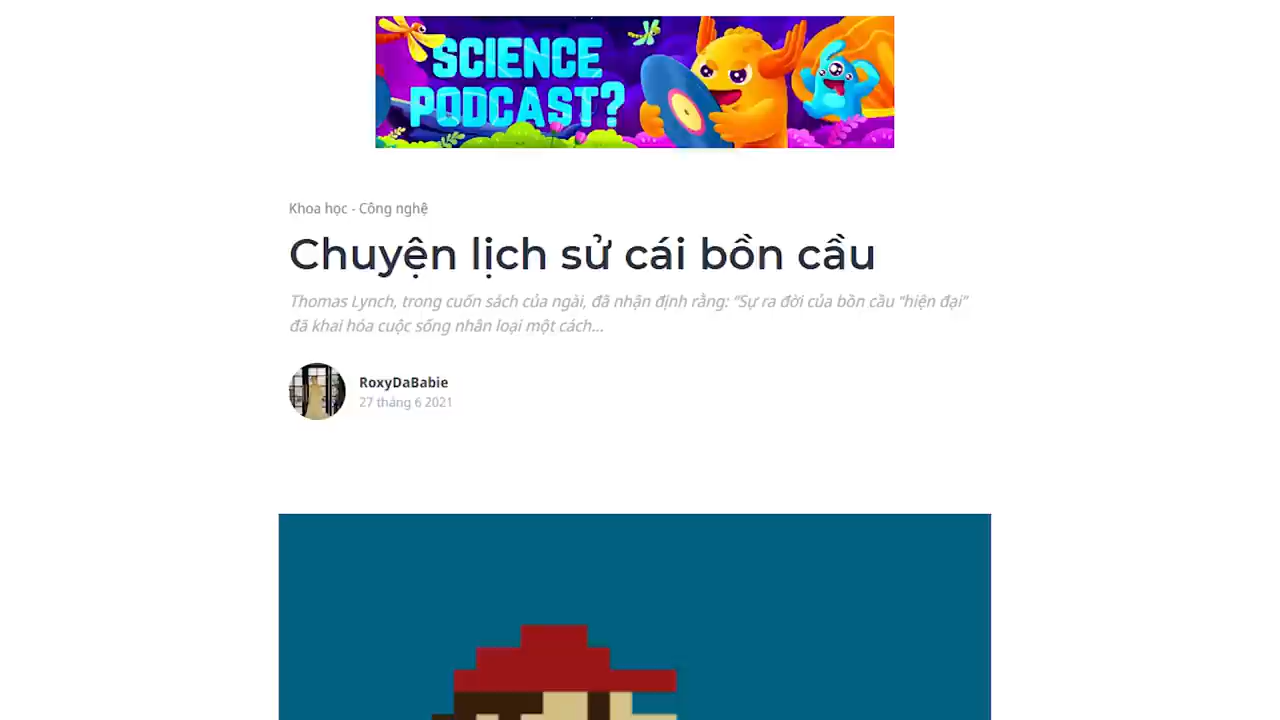 SCIENCE
PODCAST?
Khoa học - Công nghệ
Chuyện lịch sử cái bồn cầu
Thomas Lynch, trong cuốn sách của ngài, đã nhận định rằng: “Sự ra đời của bồn cầu “hiện đại”
đã khai hóa cuộc sống nhân loại một cách...
RoxyDaBabie
27 tháng 6 2021